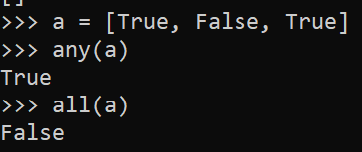 []
>>> a = [True, False, True]
>>> any(a)
True
>>> all(a)
False